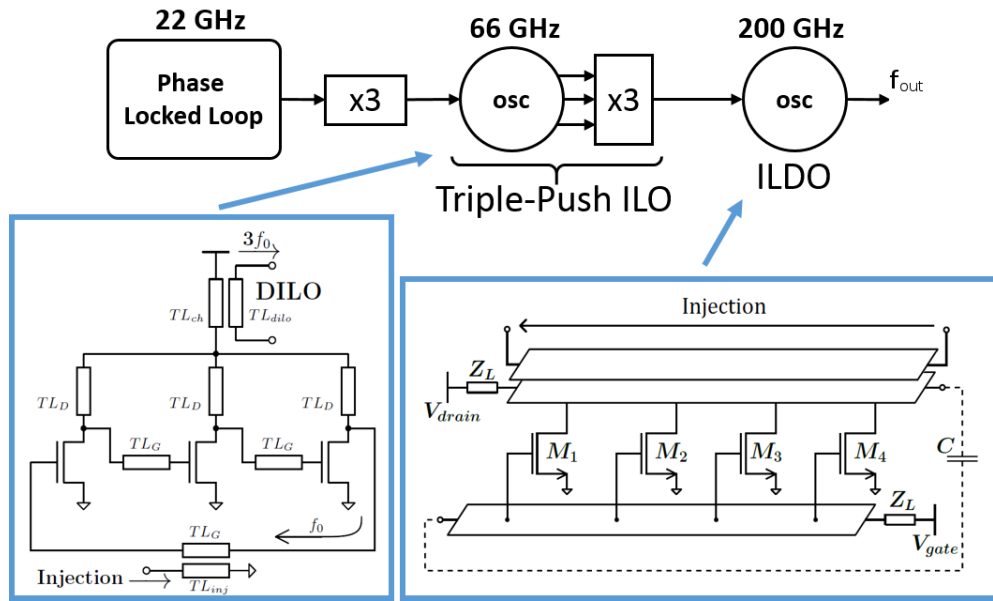 22 GHz
66 GHz
200 GHz
Phase
Locked Loop
x3
osc
x3
osc
f_out
Triple-Push ILO
ILDO
3f_0
DILO
TL_ch
TL_dilo
TL_D
TL_D
TL_D
TL_G
TL_G
f_0
TL_G
Injection
TL_inj
Injection
Z_L
V_drain
M_1
M_2
M_3
M_4
C
Z_L
V_gate